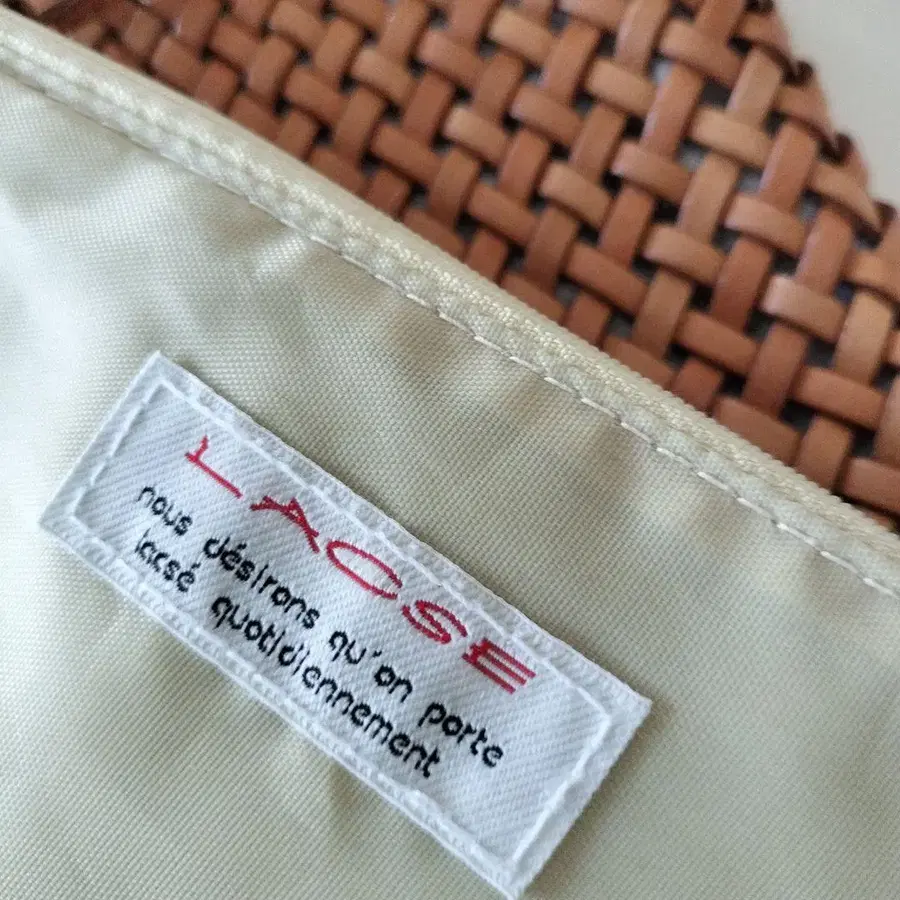 LACSE
nous désirons qu'on porte
lacsé quotidiennement